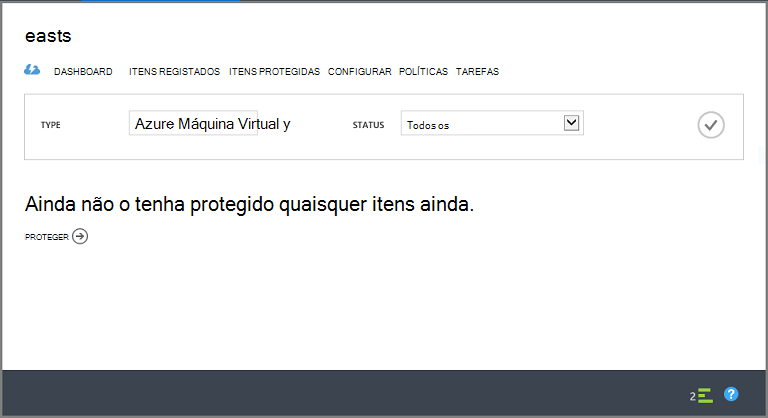 easts
DASHBOARD ITENS REGISTADOS ITENS PROTEGIDAS CONFIGURAR POLÍTICAS TAREFAS
TYPE Azure Máquina Virtual y STATUS Todos os
Ainda não o tenha protegido quaisquer itens ainda.
PROTEGER
2 ?